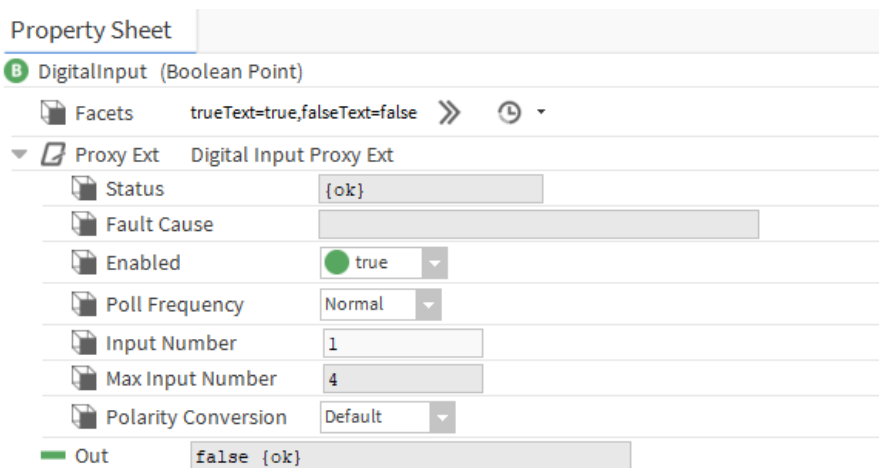 Property Sheet
B DigitalInput (Boolean Point)
Facets trueText=true,falseText=false
Proxy Ext Digital Input Proxy Ext
Status {ok}
Fault Cause
Enabled true
Poll Frequency Normal
Input Number 1
Max Input Number 4
Polarity Conversion Default
Out false {ok}